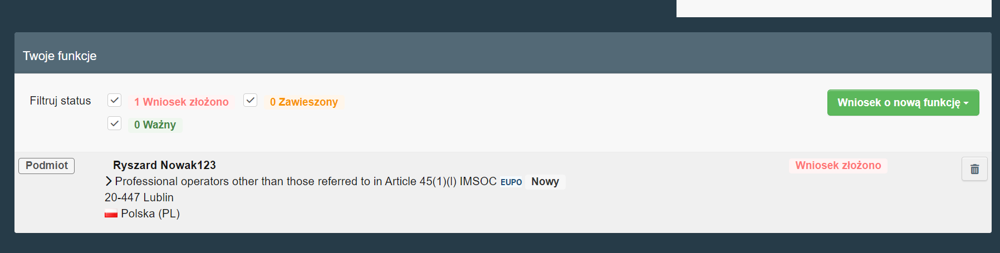 Twoje funkcje
Filtruj status 1 Wniosek złożono 0 Zawieszony
0 Ważny
Wniosek o nową funkcję
Podmiot Ryszard Nowak123 Wniosek złożono
Professional operators other than those referred to in Article 45(1)(l) IMSOC EUPO Nowy
20-447 Lublin
Polska (PL)